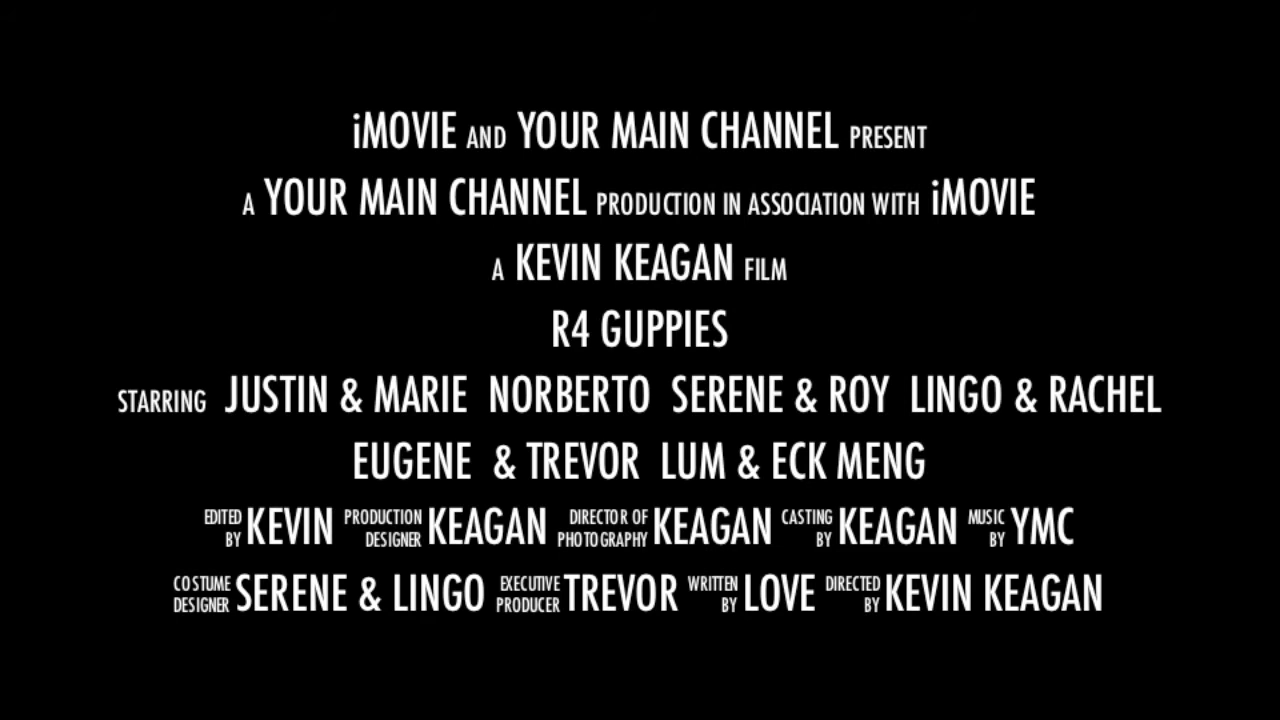 iMOVIE AND YOUR MAIN CHANNEL PRESENT
A YOUR MAIN CHANNEL PRODUCTION IN ASSOCIATION WITH iMOVIE
A KEVIN KEAGAN FILM
R4 GUPPIES
STARRING JUSTIN & MARIE NORBERTO SERENE & ROY LINGO & RACHEL
EUGENE & TREVOR LUM & ECK MENG
EDITED BY KEVIN PRODUCTION DESIGNER KEAGAN DIRECTOR OF PHOTOGRAPHY KEAGAN CASTING BY KEAGAN MUSIC BY YMC
COSTUME DESIGNER SERENE & LINGO EXECUTIVE PRODUCER TREVOR WRITTEN BY LOVE DIRECTED BY KEVIN KEAGAN